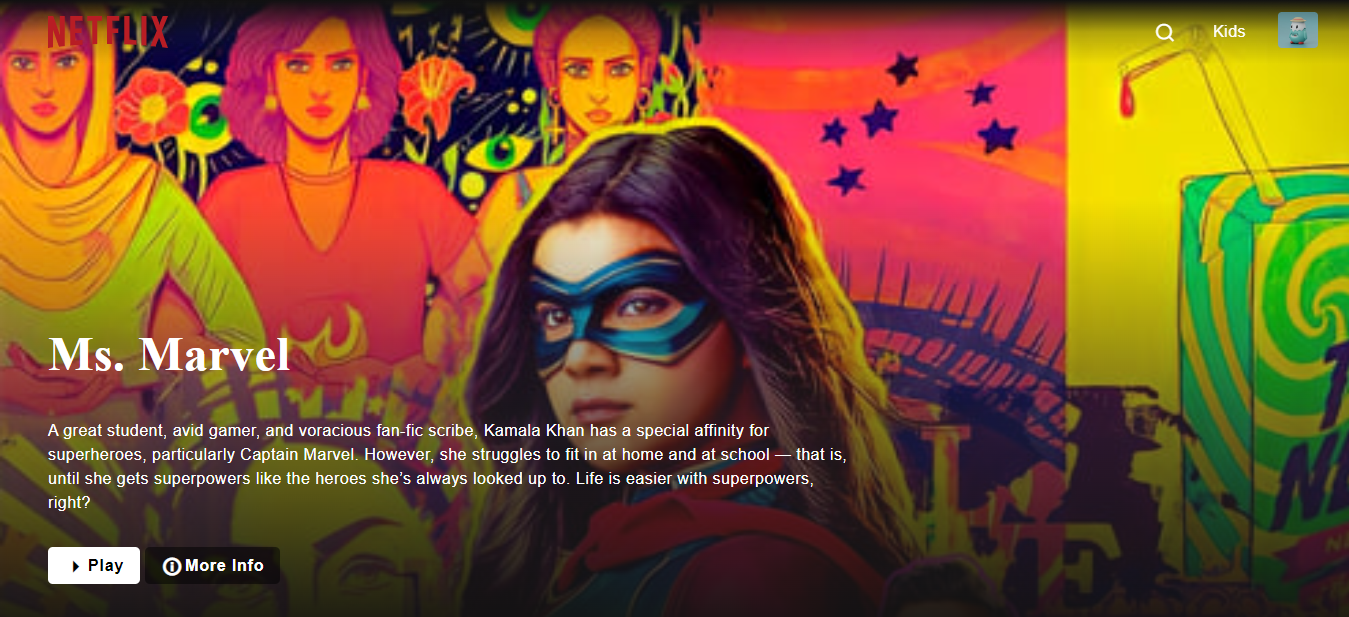 NETFLIX
Kids
Ms. Marvel
A great student, avid gamer, and voracious fan-fic scribe, Kamala Khan has a special affinity for
superheroes, particularly Captain Marvel. However, she struggles to fit in at home and at school — that is,
until she gets superpowers like the heroes she’s always looked up to. Life is easier with superpowers,
right?
Play
More Info